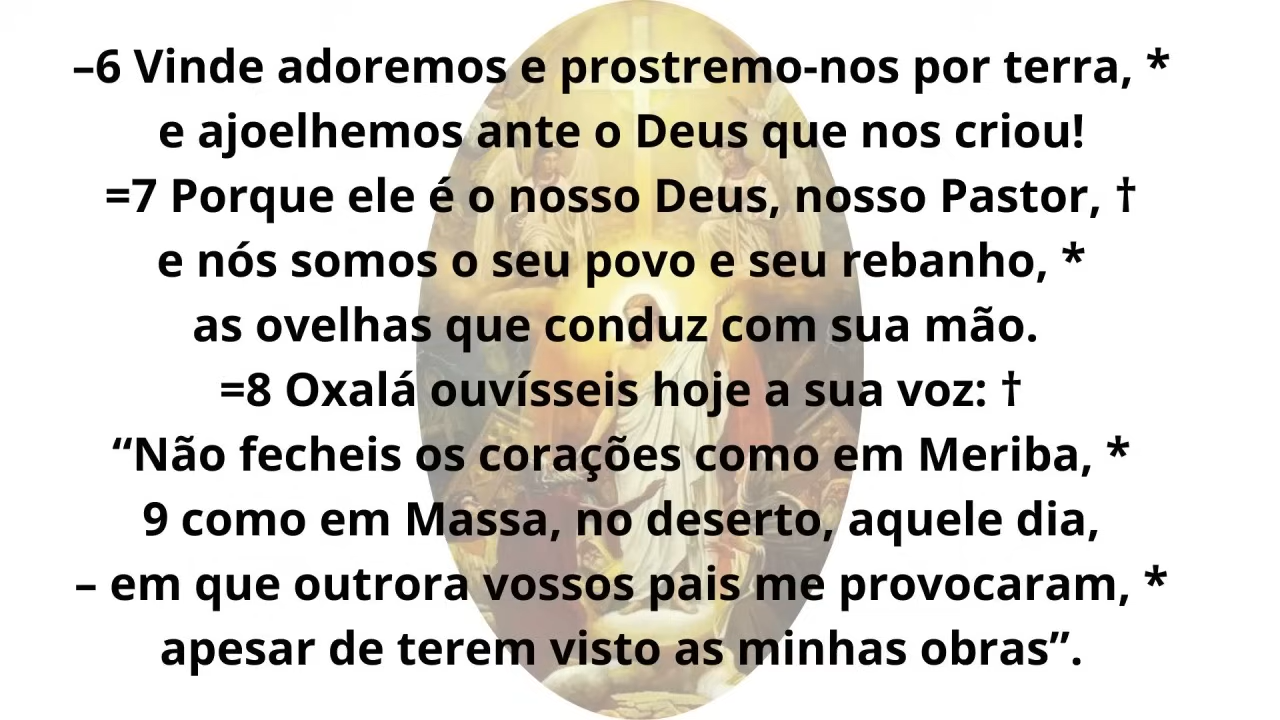 –6 Vinde adoremos e prostremo-nos por terra, *
e ajoelhemos ante o Deus que nos criou!
=7 Porque ele é o nosso Deus, nosso Pastor, †
e nós somos o seu povo e seu rebanho, *
as ovelhas que conduz com sua mão.
=8 Oxalá ouvísseis hoje a sua voz: †
“Não fecheis os corações como em Meriba, *
9 como em Massa, no deserto, aquele dia,
– em que outrora vossos pais me provocaram, *
apesar de terem visto as minhas obras”.